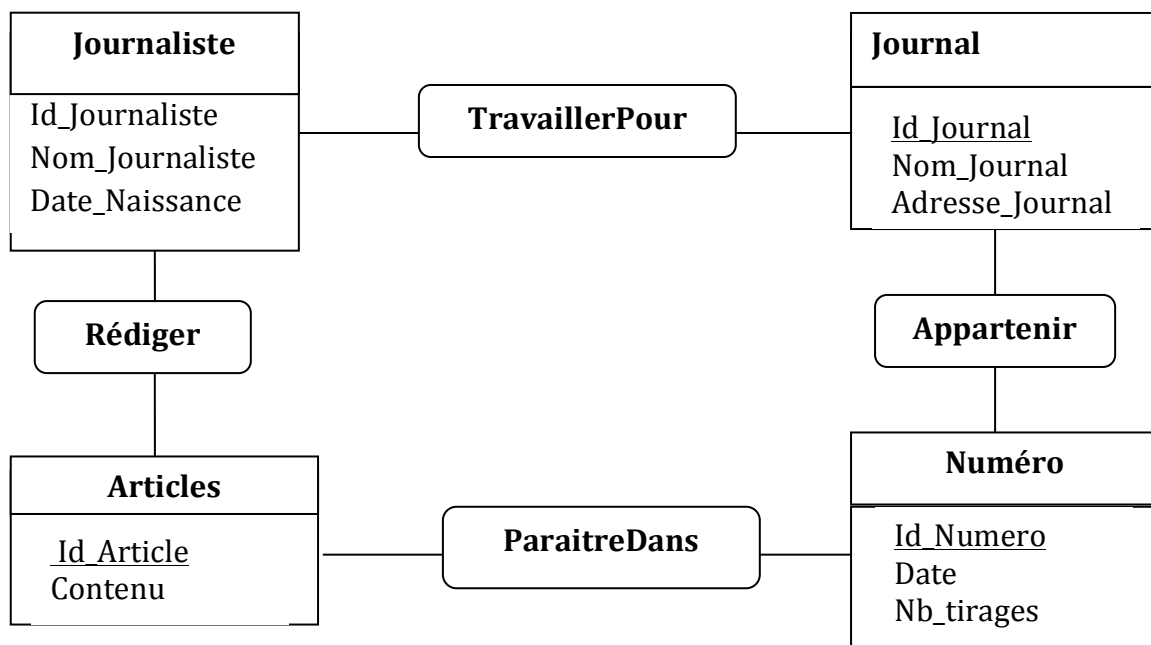 Journaliste
Id_Journaliste
Nom_Journaliste
Date_Naissance
TravaillerPour
Journal
Id_Journal
Nom_Journal
Adresse_Journal
Rédiger
Appartenir
Articles
Id_Article
Contenu
ParaitreDans
Numéro
Id_Numero
Date
Nb_tirages